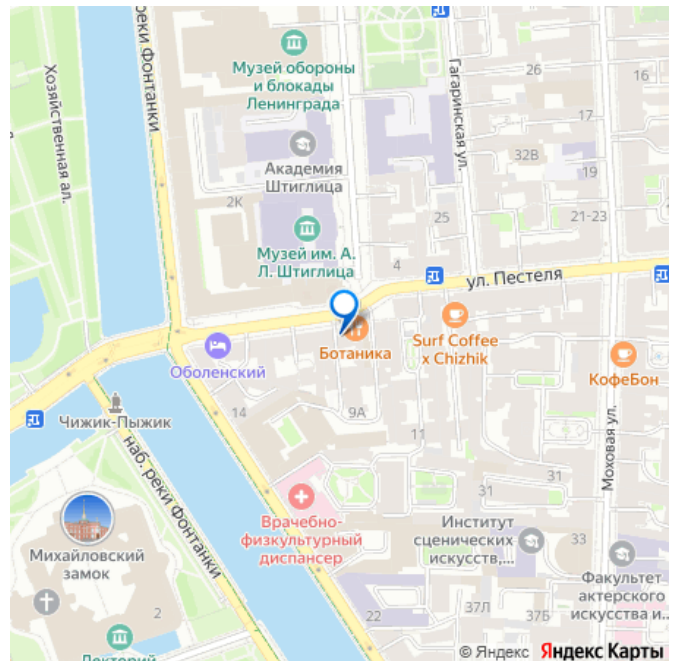 реки Фонтанки
Хозяйственная ал.
Музей обороны
и блокады
Ленинграда
Гагаринская ул.
26
16
17
Академия
Штиглица
32В
19
2К
25
21-23
Музей им. А.
Л. Штиглица
4
ул. Пестеля
Ботаника
Surf Coffee
x Chizhik
Оболенский
КофеБон
14
9А
Чижик-Пыжик
11
Моховая ул.
наб. реки Фонтанки
31
31
Врачебно-
физкультурный
диспансер
Институт
сценических
искусств,...
33
Михайловский
замок
Факультет
актерского
искусства и...
2
22
37Л
37Б
Лекторий
© Яндекс Яндекс Карты